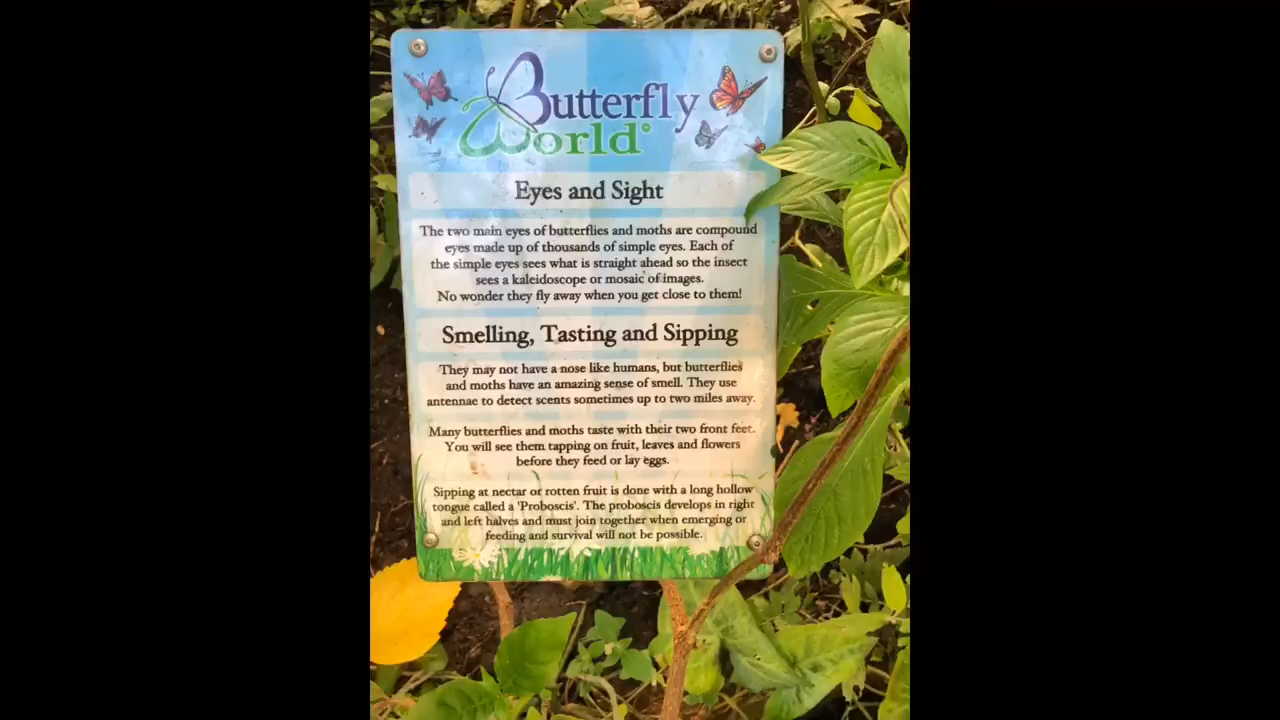 Butterfly
World
Eyes and Sight
The two main eyes of butterflies and moths are compound
eyes made up of thousands of simple eyes. Each of
the simple eyes sees what is straight ahead so the insect
sees a kaleidoscope or mosaic of images.
No wonder they fly away when you get close to them!
Smelling, Tasting and Sipping
They may not have a nose like humans, but butterflies
and moths have an amazing sense of smell. They use
antennae to detect scents sometimes up to two miles away.
Many butterflies and moths taste with their two front feet.
You will see them tapping on fruit, leaves and flowers
before they feed or lay eggs.
Sipping at nectar or rotten fruit is done with a long hollow
tongue called a 'Proboscis'. The proboscis develops in right
and left halves and must join together when emerging or
feeding and survival will not be possible.